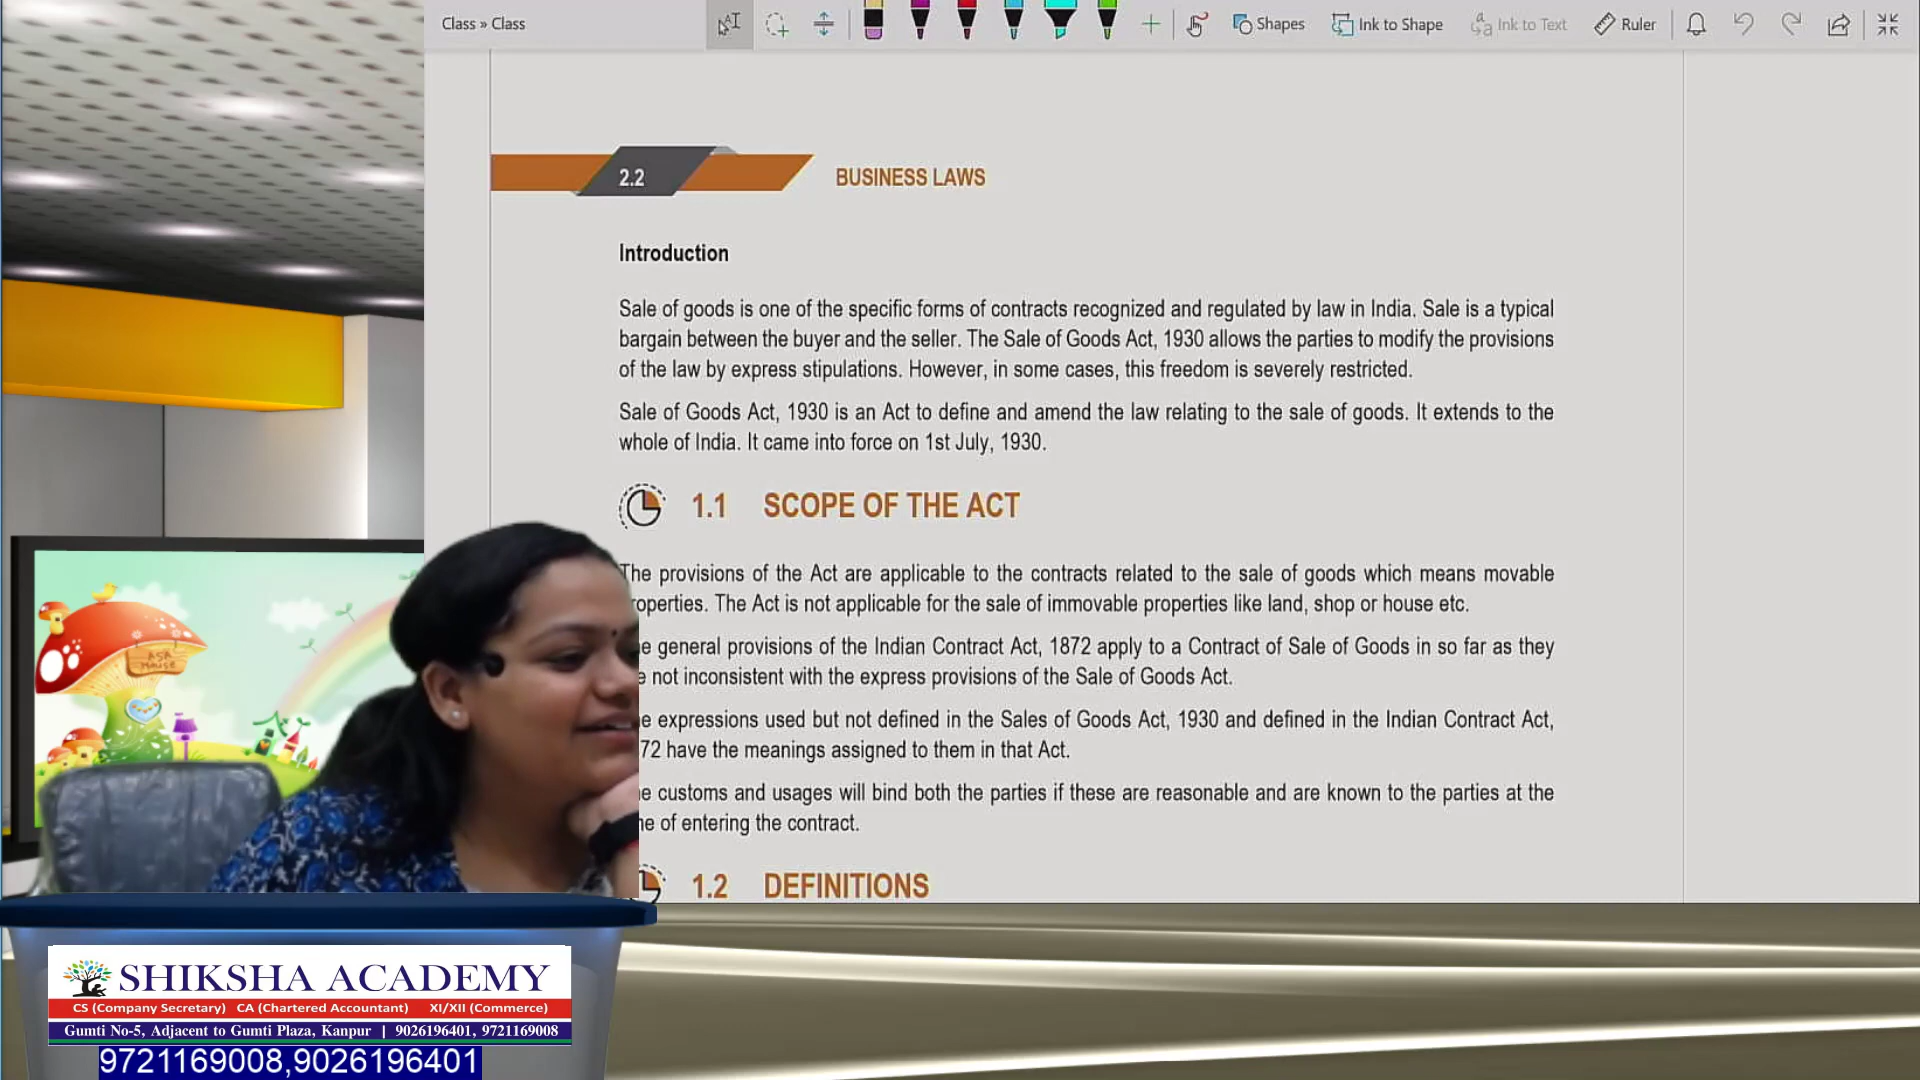 Class » Class
Shapes
Ink to Shape
Ink to Text
Ruler
2.2
BUSINESS LAWS
Introduction
Sale of goods is one of the specific forms of contracts recognized and regulated by law in India. Sale is a typical
bargain between the buyer and the seller. The Sale of Goods Act, 1930 allows the parties to modify the provisions
of the law by express stipulations. However, in some cases, this freedom is severely restricted.
Sale of Goods Act, 1930 is an Act to define and amend the law relating to the sale of goods. It extends to the
whole of India. It came into force on 1st July, 1930.
1.1 SCOPE OF THE ACT
The provisions of the Act are applicable to the contracts related to the sale of goods which means movable
roperties. The Act is not applicable for the sale of immovable properties like land, shop or house etc.
e general provisions of the Indian Contract Act, 1872 apply to a Contract of Sale of Goods in so far as they
e not inconsistent with the express provisions of the Sale of Goods Act.
e expressions used but not defined in the Sales of Goods Act, 1930 and defined in the Indian Contract Act,
72 have the meanings assigned to them in that Act.
e customs and usages will bind both the parties if these are reasonable and are known to the parties at the
ne of entering the contract.
1.2 DEFINITIONS
ASA
House
SHIKSHA ACADEMY
CS (Company Secretary) CA (Chartered Accountant) XI/XII (Commerce)
Gumti No-5, Adjacent to Gumti Plaza, Kanpur | 9026196401, 9721169008
9721169008,9026196401